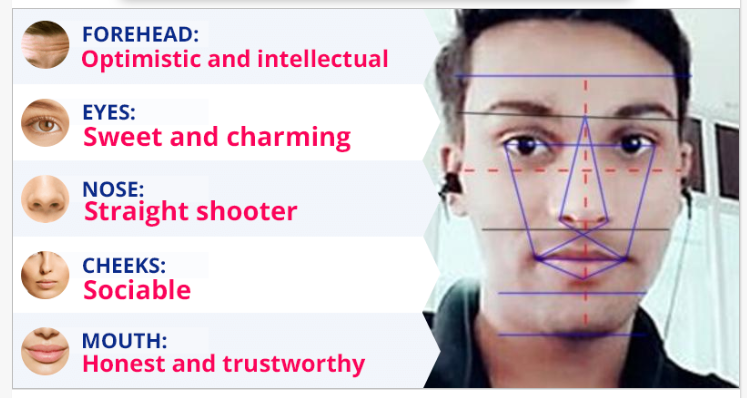 FOREHEAD:
Optimistic and intellectual
EYES:
Sweet and charming
NOSE:
Straight shooter
CHEEKS:
Sociable
MOUTH:
Honest and trustworthy